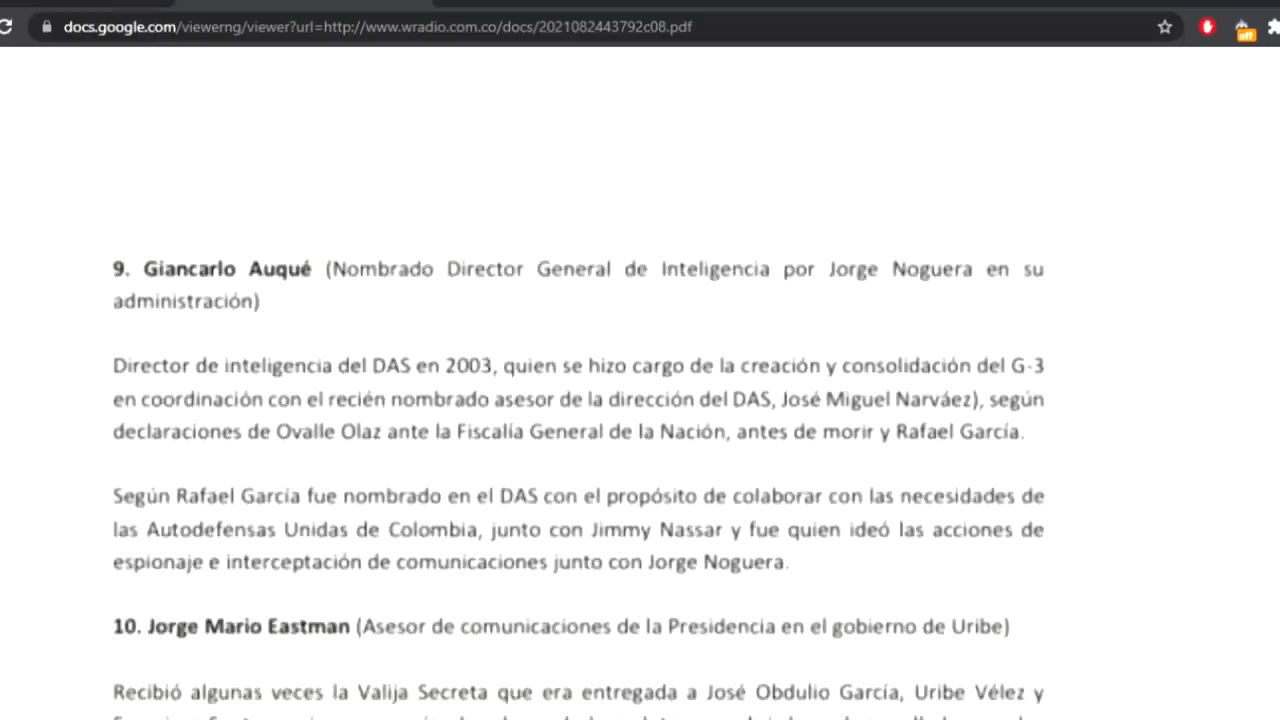 docs.google.com/viewerng/viewer?url=http://www.wradio.com.co/docs/2021082443792c08.pdf
off
9. Giancarlo Auqué (Nombrado Director General de Inteligencia por Jorge Noguera en su
administración)
Director de inteligencia del DAS en 2003, quien se hizo cargo de la creación y consolidación del G-3
en coordinación con el recién nombrado asesor de la dirección del DAS, José Miguel Narváez), según
declaraciones de Ovalle Olaz ante la Fiscalía General de la Nación, antes de morir y Rafael García.
Según Rafael García fue nombrado en el DAS con el propósito de colaborar con las necesidades de
las Autodefensas Unidas de Colombia, junto con Jimmy Nassar y fue quien ideó las acciones de
espionaje e interceptación de comunicaciones junto con Jorge Noguera.
10. Jorge Mario Eastman (Asesor de comunicaciones de la Presidencia en el gobierno de Uribe)
Recibió algunas veces la Valija Secreta que era entregada a José Obdulio García, Uribe Vélez y